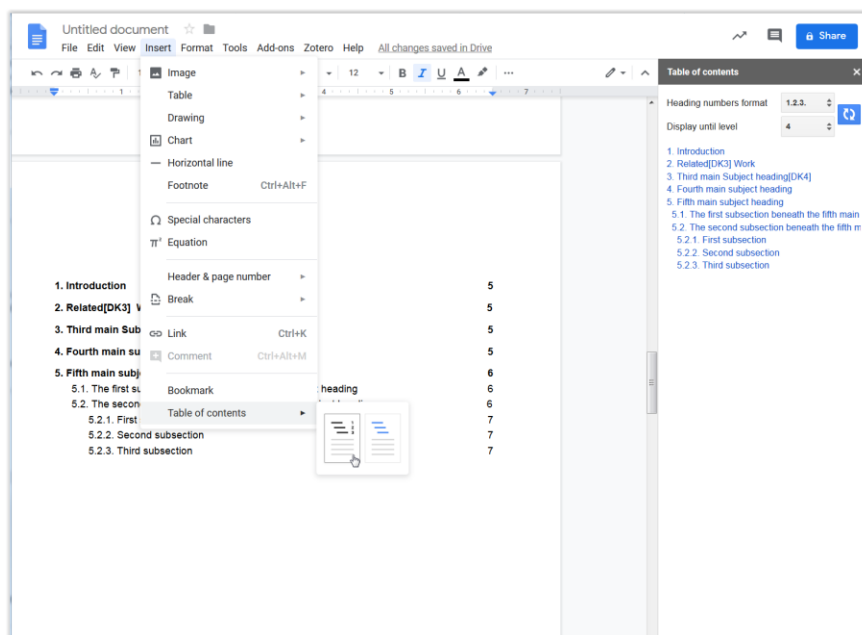 Untitled document
File Edit View Insert Format Tools Add-ons Zotero Help All changes saved in Drive
Share
12 B I U A
1 4 5 6 7
Image
Table
Drawing
Chart
Horizontal line
Footnote Ctrl+Alt+F
Ω Special characters
π² Equation
Header & page number
Break
Link Ctrl+K
Comment Ctrl+Alt+M
Bookmark
Table of contents
1. Introduction 5
2. Related[DK3] 5
3. Third main Sub 5
4. Fourth main su 5
5. Fifth main subj 6
5.1. The first su heading 6
5.2. The secon 6
5.2.1. First 7
5.2.2. Second subsection 7
5.2.3. Third subsection 7
Table of contents ×
Heading numbers format 1.2.3.
Display until level 4
1. Introduction
2. Related[DK3] Work
3. Third main Subject heading[DK4]
4. Fourth main subject heading
5. Fifth main subject heading
5.1. The first subsection beneath the fifth main
5.2. The second subsection beneath the fifth m
5.2.1. First subsection
5.2.2. Second subsection
5.2.3. Third subsection